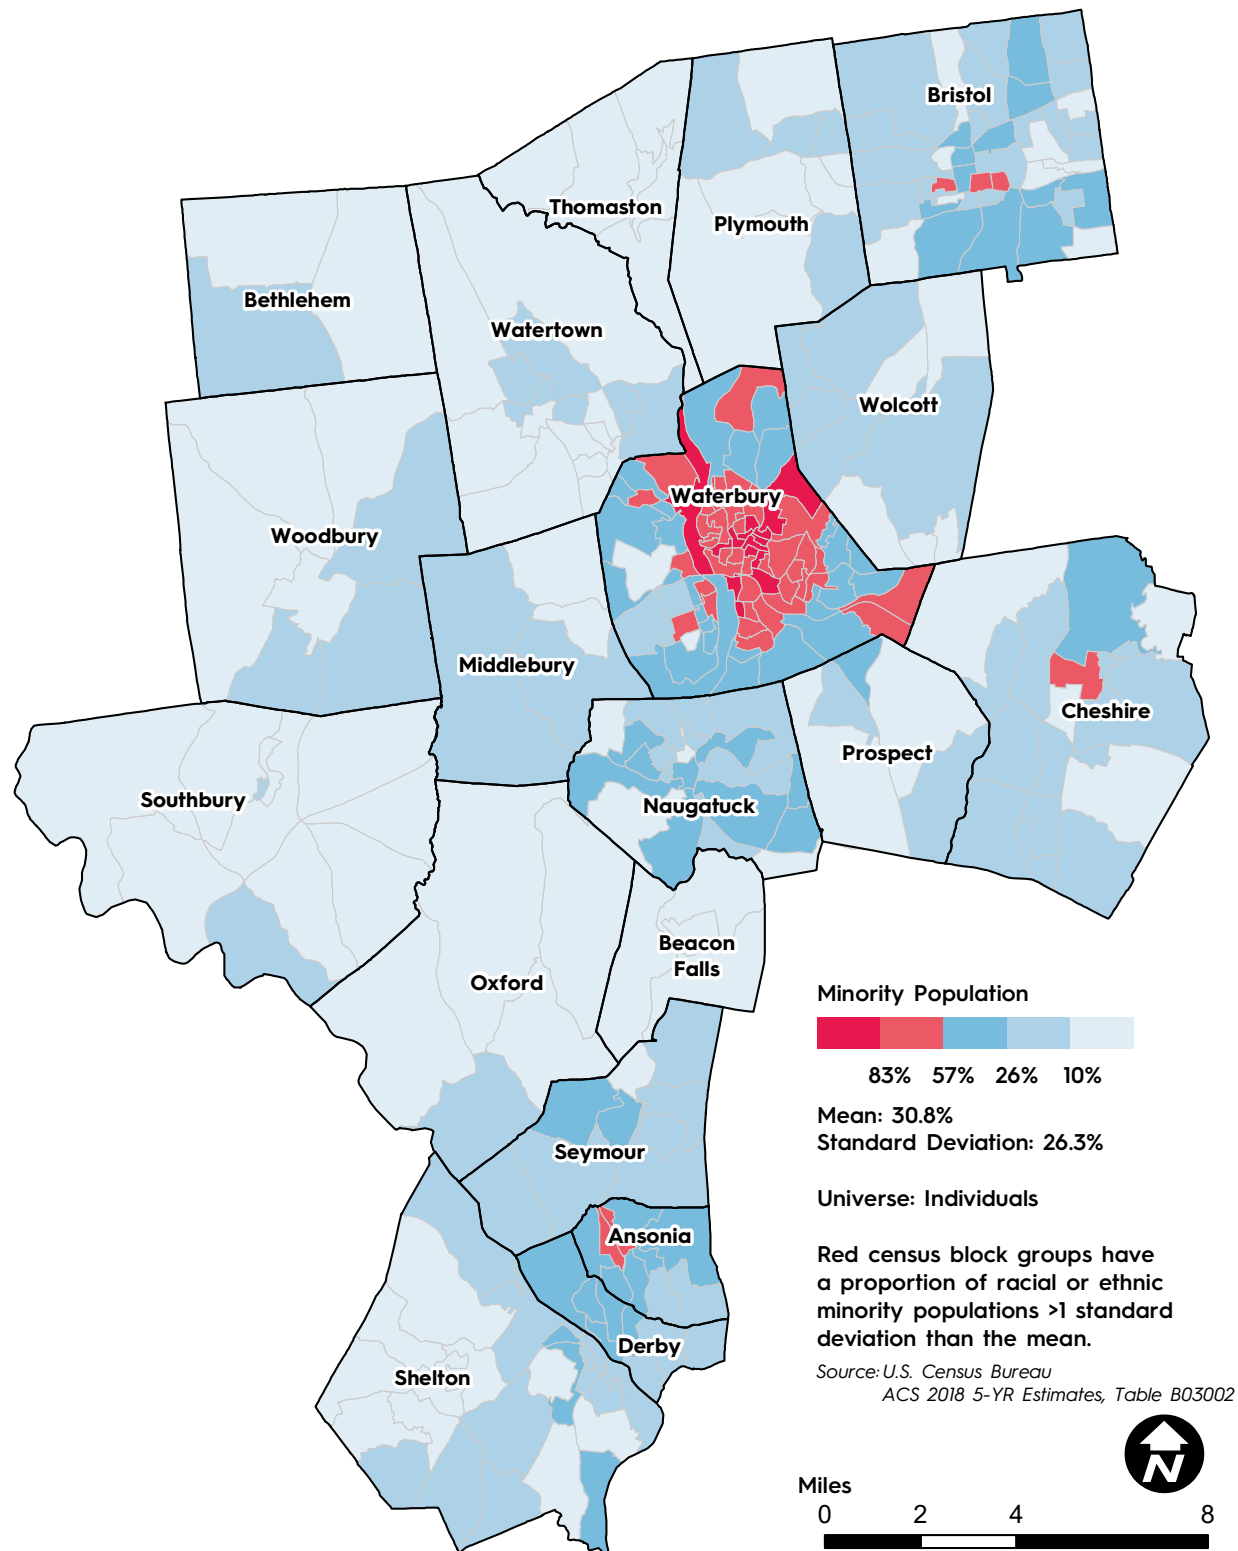 Bristol
Thomaston
Plymouth
Bethlehem
Watertown
Wolcott
Waterbury
Woodbury
Middlebury
Cheshire
Prospect
Southbury
Naugatuck
Beacon
Falls
Oxford
Seymour
Ansonia
Derby
Shelton
Minority Population
83% 57% 26% 10%
Mean: 30.8%
Standard Deviation: 26.3%
Universe: Individuals
Red census block groups have
a proportion of racial or ethnic
minority populations >1 standard
deviation than the mean.
Source: U.S. Census Bureau
ACS 2018 5-YR Estimates, Table B03002
N
Miles
0 2 4 8